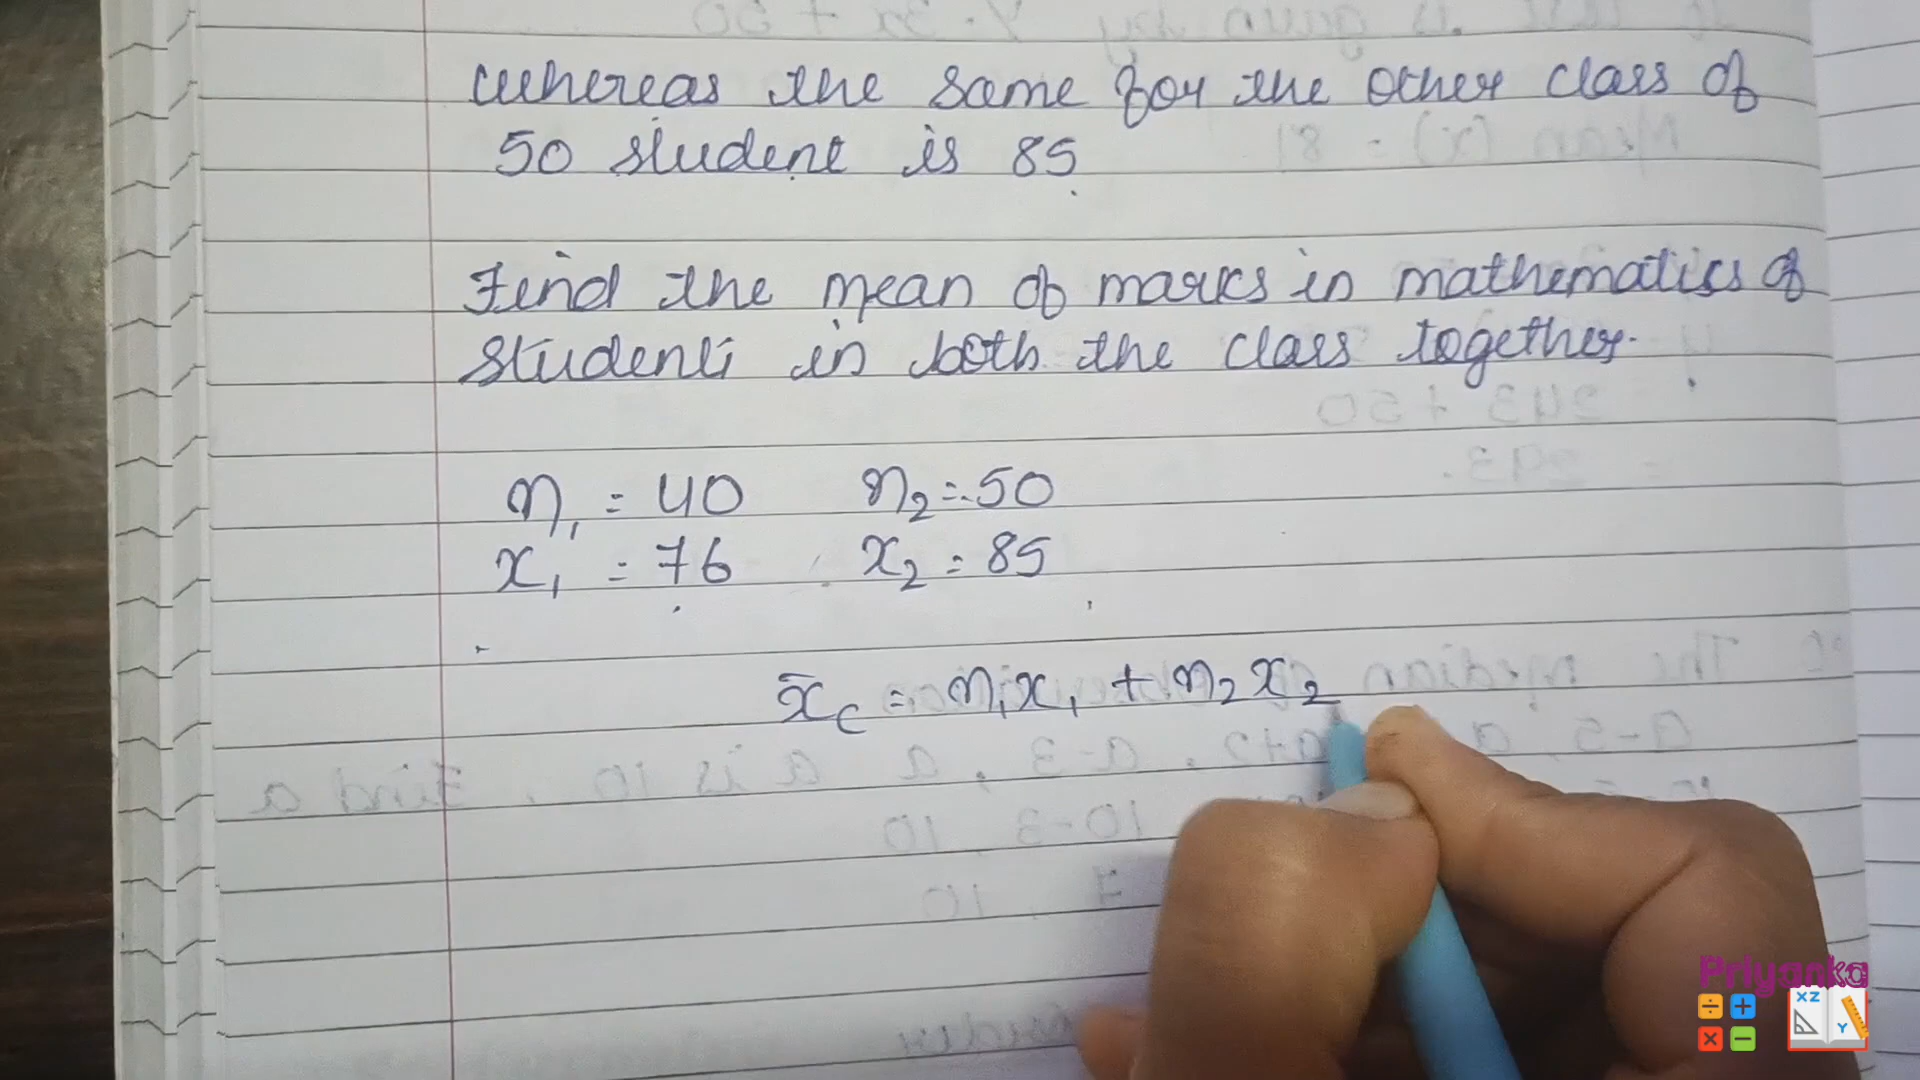 whereas the same for the other class of
50 student is 85
Find the mean of marks in mathematics of
students in both the class together.
n₁ = 40 n₂ = 50
x₁ = 76 x₂ = 85
x̄c = n₁x₁ + n₂x₂
Priyanka
XZ
Y